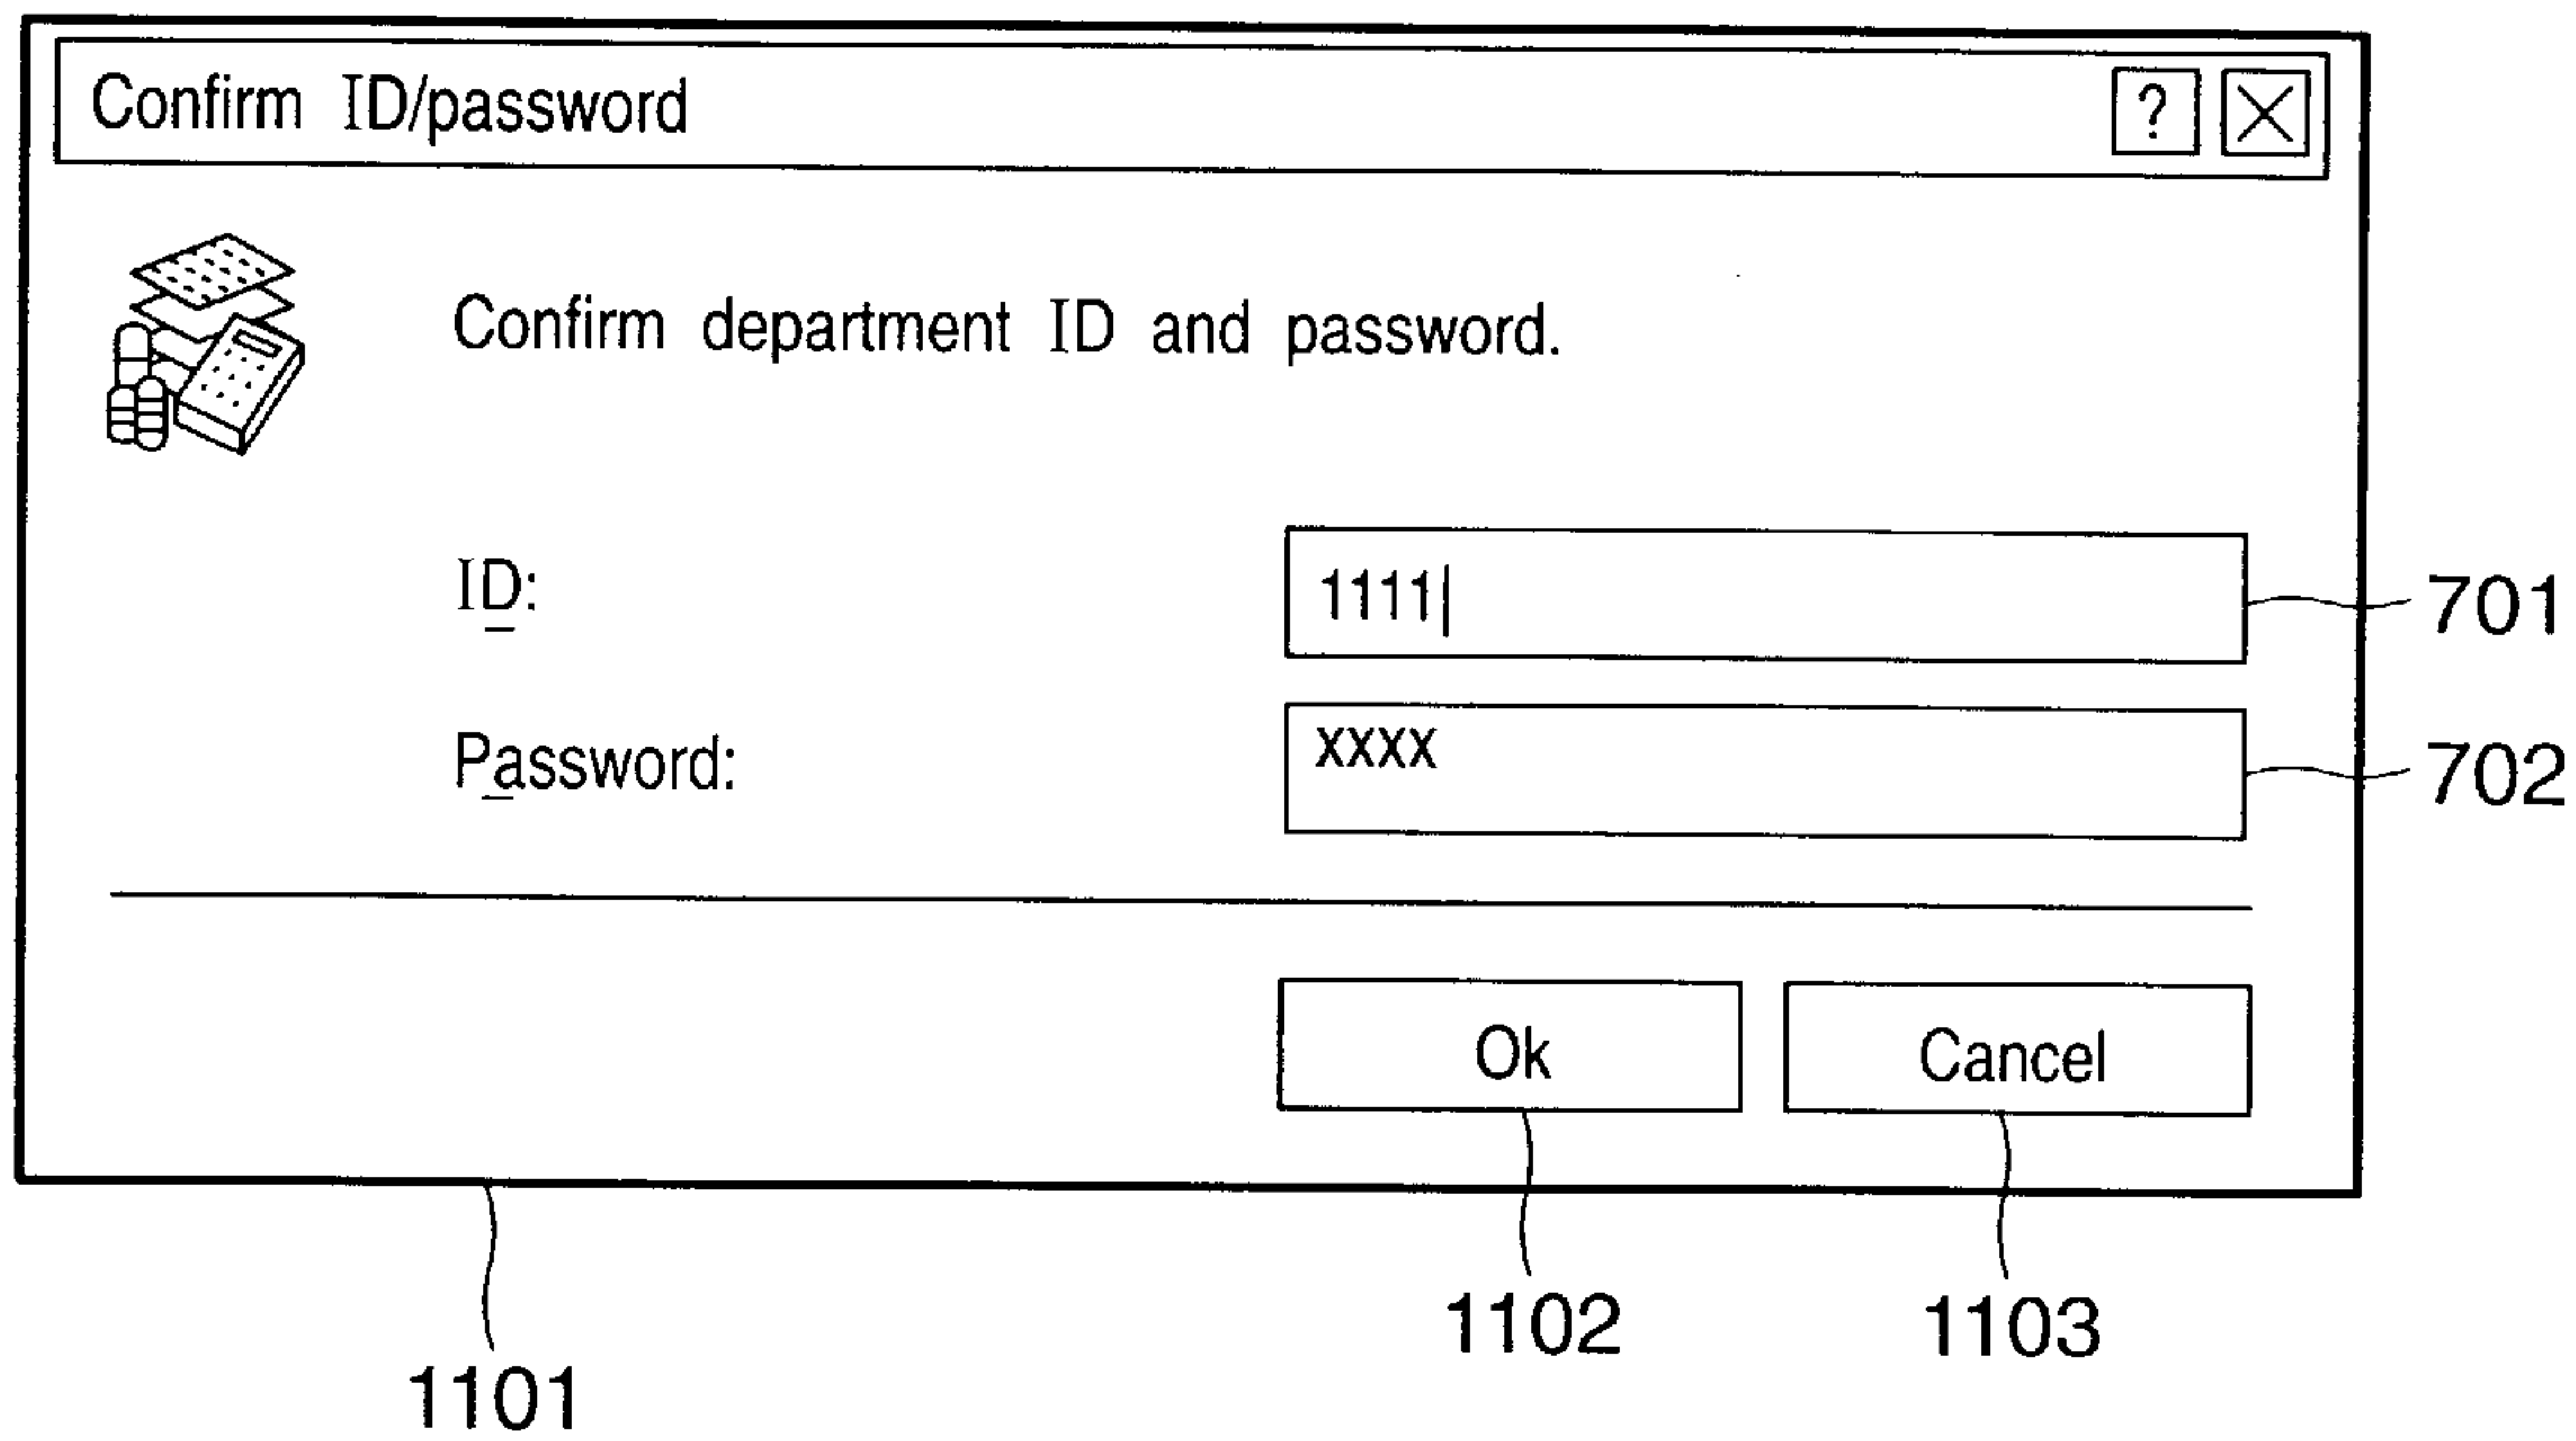 Confirm ID/password ?
Confirm department ID and password.
ID: 1111 701
Password: xxxx 702
Ok Cancel
1102 1103
1101